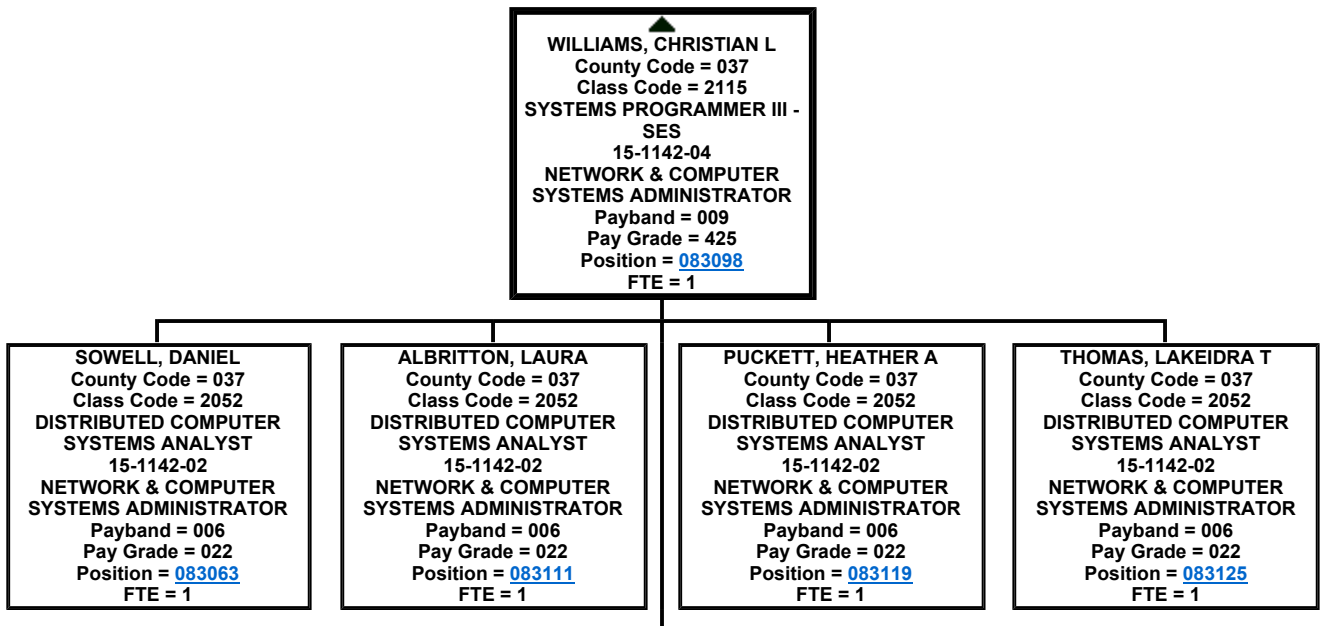 WILLIAMS, CHRISTIAN L
County Code = 037
Class Code = 2115
SYSTEMS PROGRAMMER III -
SES
15-1142-04
NETWORK & COMPUTER
SYSTEMS ADMINISTRATOR
Payband = 009
Pay Grade = 425
Position = 083098
FTE = 1
SOWELL, DANIEL
County Code = 037
Class Code = 2052
DISTRIBUTED COMPUTER
SYSTEMS ANALYST
15-1142-02
NETWORK & COMPUTER
SYSTEMS ADMINISTRATOR
Payband = 006
Pay Grade = 022
Position = 083063
FTE = 1
ALBRITTON, LAURA
County Code = 037
Class Code = 2052
DISTRIBUTED COMPUTER
SYSTEMS ANALYST
15-1142-02
NETWORK & COMPUTER
SYSTEMS ADMINISTRATOR
Payband = 006
Pay Grade = 022
Position = 083111
FTE = 1
PUCKETT, HEATHER A
County Code = 037
Class Code = 2052
DISTRIBUTED COMPUTER
SYSTEMS ANALYST
15-1142-02
NETWORK & COMPUTER
SYSTEMS ADMINISTRATOR
Payband = 006
Pay Grade = 022
Position = 083119
FTE = 1
THOMAS, LAKEIDRA T
County Code = 037
Class Code = 2052
DISTRIBUTED COMPUTER
SYSTEMS ANALYST
15-1142-02
NETWORK & COMPUTER
SYSTEMS ADMINISTRATOR
Payband = 006
Pay Grade = 022
Position = 083125
FTE = 1